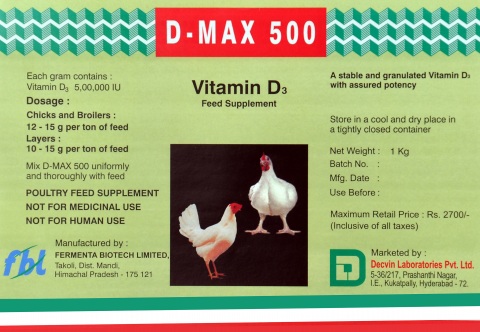 D-MAX 500
Each gram contains :
Vitamin D3 5,00,000 IU
Dosage :
Chicks and Broilers :
12 - 15 g per ton of feed
Layers :
10 - 15 g per ton of feed
Mix D-MAX 500 uniformly
and thoroughly with feed
POULTRY FEED SUPPLEMENT
NOT FOR MEDICINAL USE
NOT FOR HUMAN USE
fbl
Manufactured by :
FERMENTA BIOTECH LIMITED,
Takoli, Dist. Mandi,
Himachal Pradesh - 175 121
Vitamin D3
Feed Supplement
A stable and granulated Vitamin D3
with assured potency
Store in a cool and dry place in
a tightly closed container
Net Weight : 1 Kg
Batch No. :
Mfg. Date :
Use Before :
Maximum Retail Price : Rs. 2700/-
(Inclusive of all taxes)
D
Marketed by :
Decvin Laboratories Pvt. Ltd.
5-36/217, Prashanthi Nagar,
I.E., Kukatpally, Hyderabad - 72.